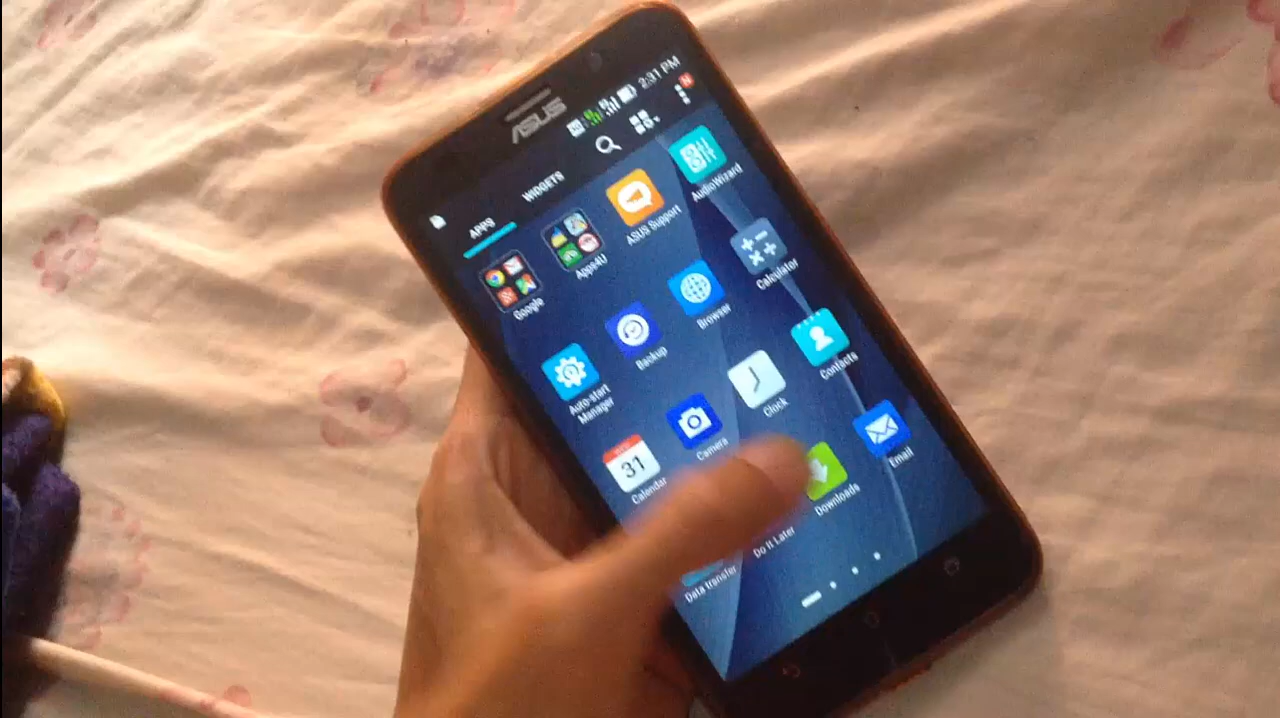 2:31 PM
ASUS
APPS
WIDGETS
Google
Apps4U
ASUS Support
AudioWizard
Auto-start
Manager
Backup
Browser
Calculator
31
Calendar
Camera
Clock
Contacts
Data transfer
Do It Later
Downloads
Email